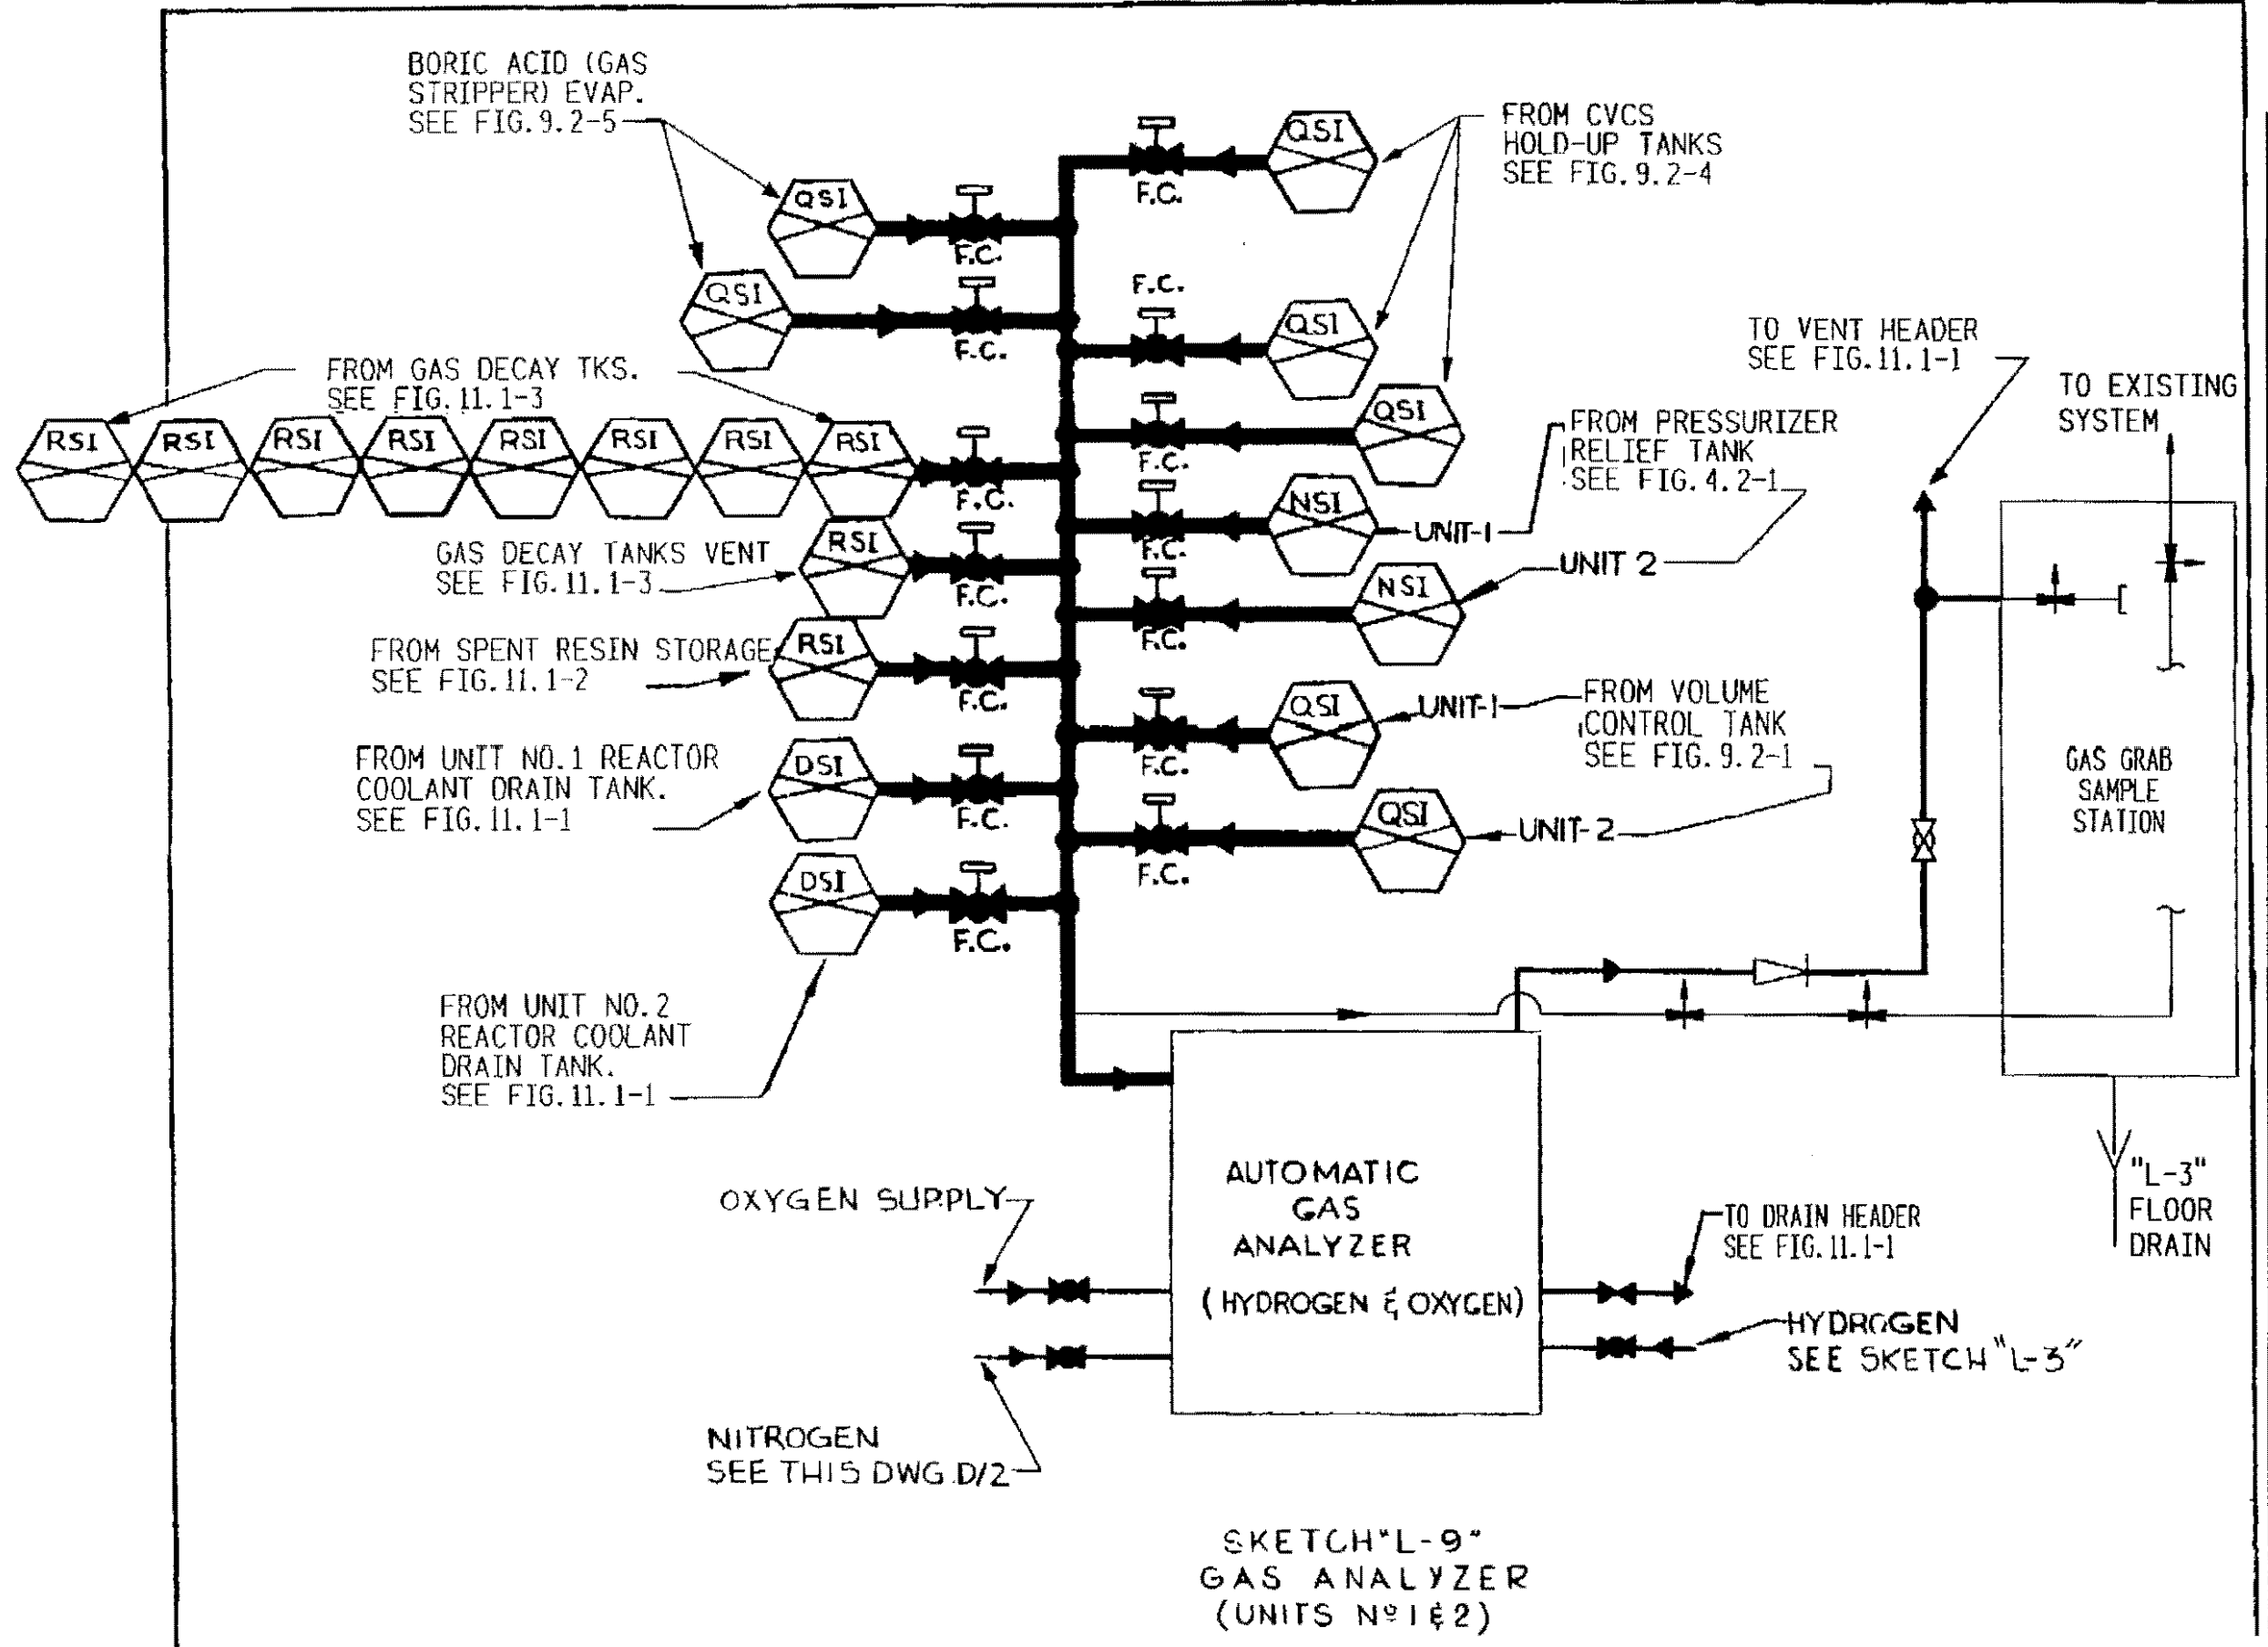 BORIC ACID (GAS
STRIPPER) EVAP.
SEE FIG. 9.2-5
QSI
F.C.
QSI
F.C.
FROM GAS DECAY TKS.
SEE FIG. 11.1-3
RSI RSI RSI RSI RSI RSI RSI RSI
F.C.
GAS DECAY TANKS VENT
SEE FIG. 11.1-3
RSI
F.C.
FROM SPENT RESIN STORAGE
SEE FIG. 11.1-2
RSI
F.C.
FROM UNIT NO. 1 REACTOR
COOLANT DRAIN TANK.
SEE FIG. 11.1-1
DSI
F.C.
DSI
F.C.
FROM UNIT NO. 2
REACTOR COOLANT
DRAIN TANK.
SEE FIG. 11.1-1
QSI
F.C.
FROM CVCS
HOLD-UP TANKS
SEE FIG. 9.2-4
F.C.
QSI
QSI
F.C.
FROM PRESSURIZER
RELIEF TANK
SEE FIG. 4.2-1
NSI
UNIT-1
F.C.
NSI
UNIT 2
F.C.
QSI
UNIT-1
F.C.
FROM VOLUME
CONTROL TANK
SEE FIG. 9.2-1
QSI
UNIT-2
F.C.
TO VENT HEADER
SEE FIG. 11.1-1
TO EXISTING
SYSTEM
GAS GRAB
SAMPLE
STATION
"L-3"
FLOOR
DRAIN
AUTOMATIC
GAS
ANALYZER
(HYDROGEN & OXYGEN)
OXYGEN SUPPLY
NITROGEN
SEE THIS DWG. D/2
TO DRAIN HEADER
SEE FIG. 11.1-1
HYDROGEN
SEE SKETCH "L-3"
SKETCH "L-9"
GAS ANALYZER
(UNITS Nº 1 & 2)